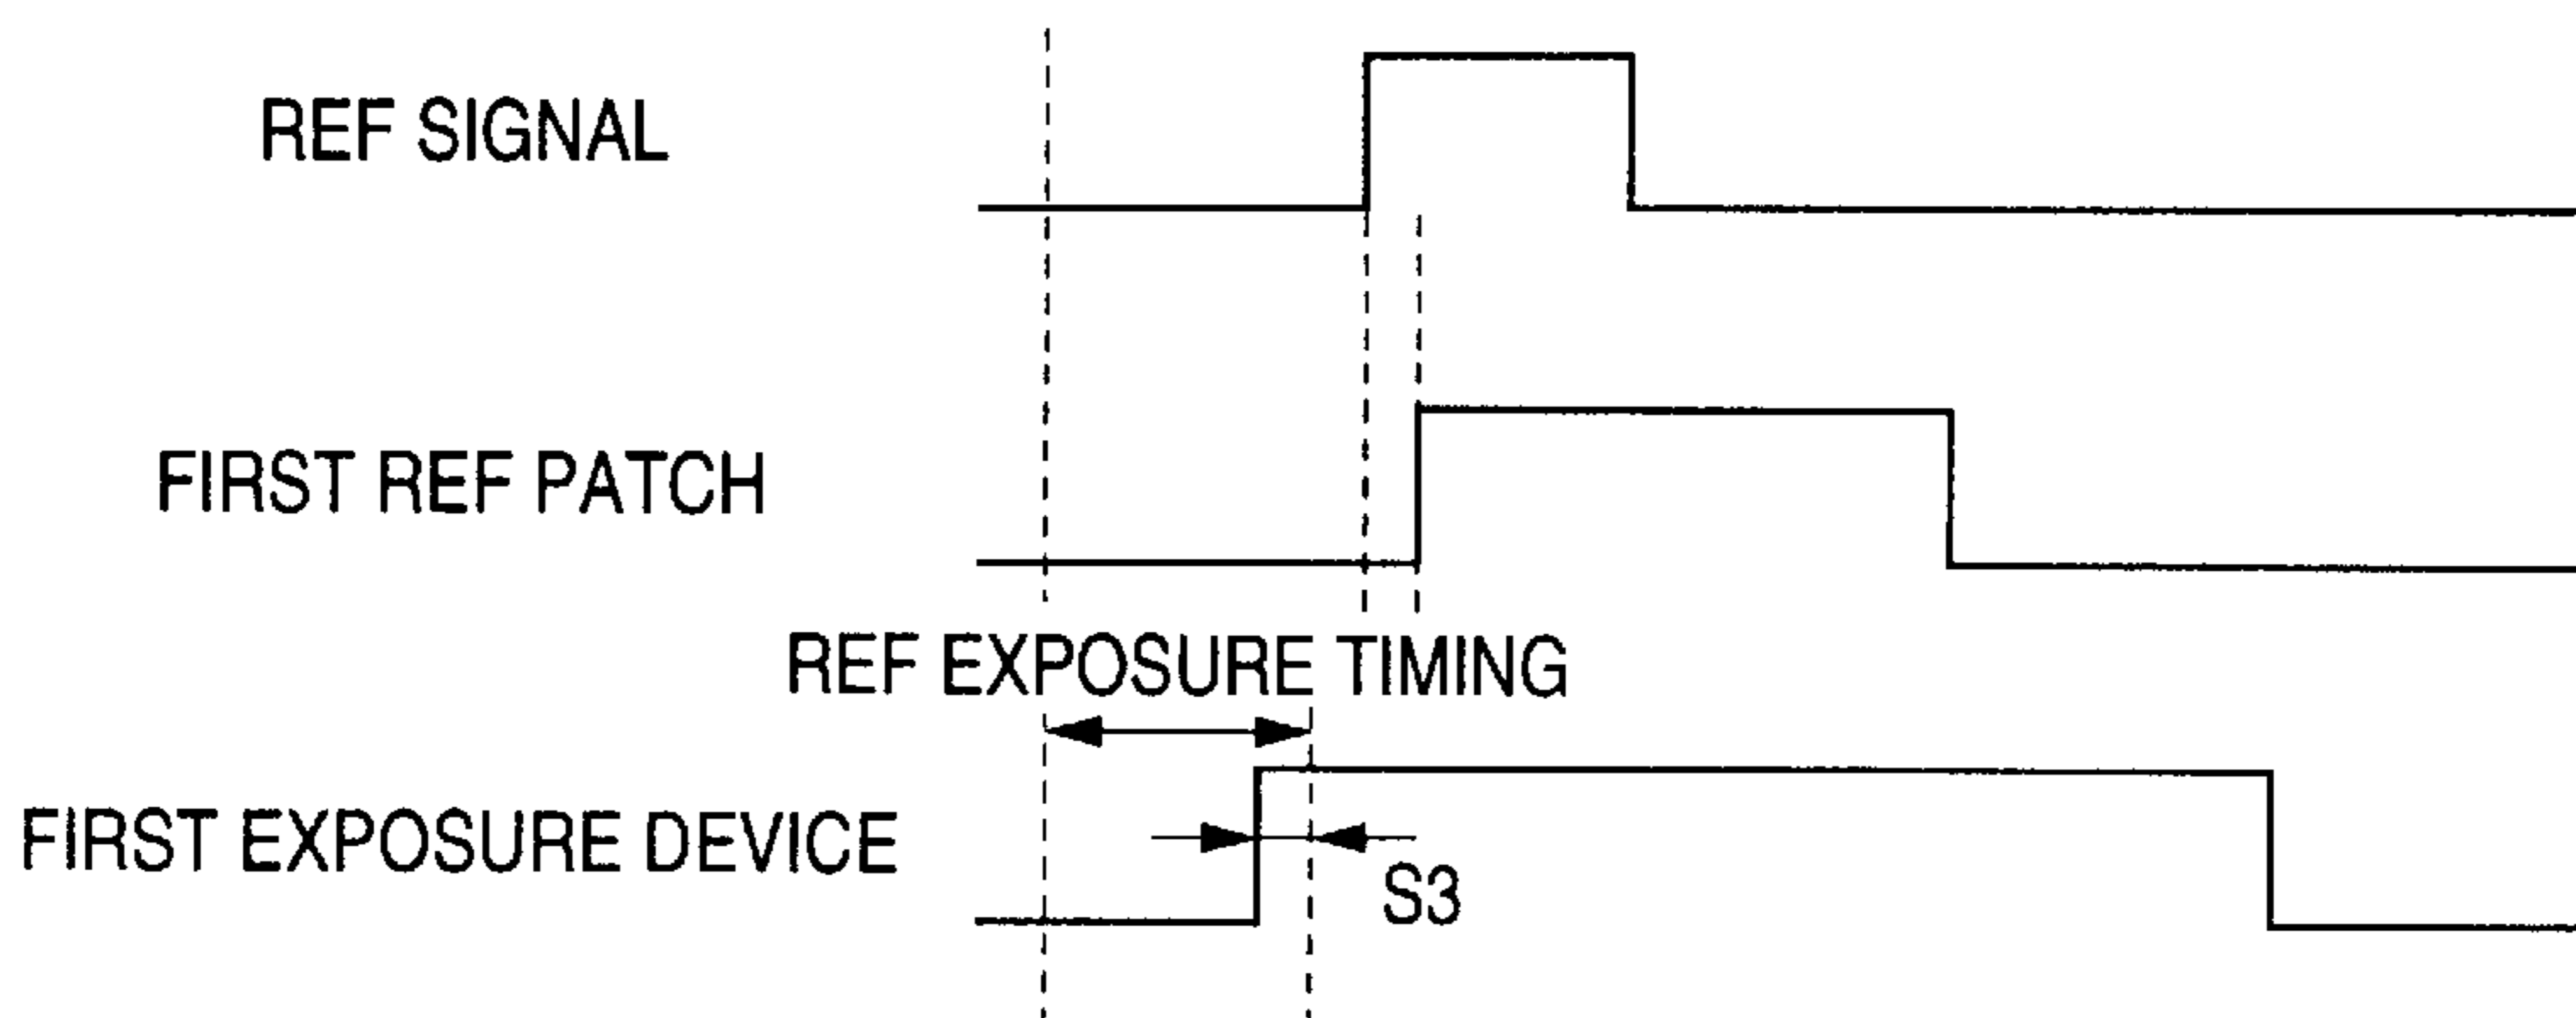 REF SIGNAL
FIRST REF PATCH
REF EXPOSURE TIMING
FIRST EXPOSURE DEVICE
S3